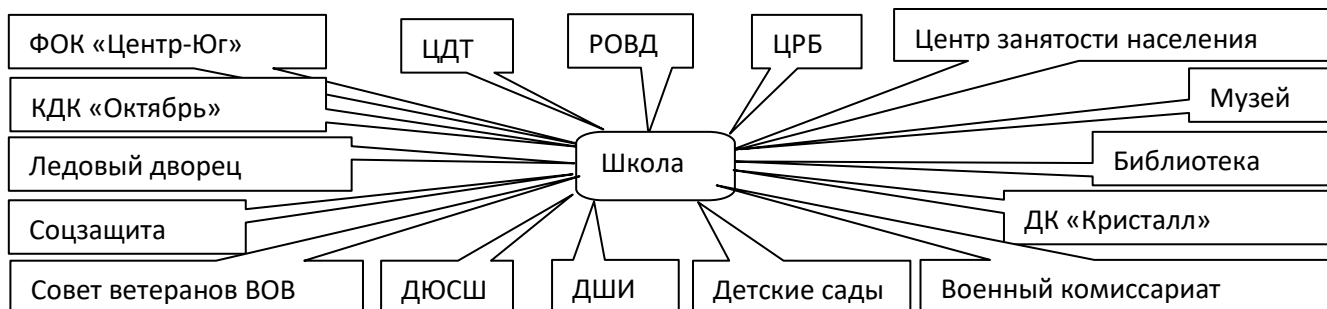 ФОК «Центр-Юг»
ЦДТ
РОВД
ЦРБ
Центр занятости населения
КДК «Октябрь»
Музей
Ледовый дворец
Школа
Библиотека
Соцзащита
ДК «Кристалл»
Совет ветеранов ВОВ
ДЮСШ
ДШИ
Детские сады
Военный комиссариат